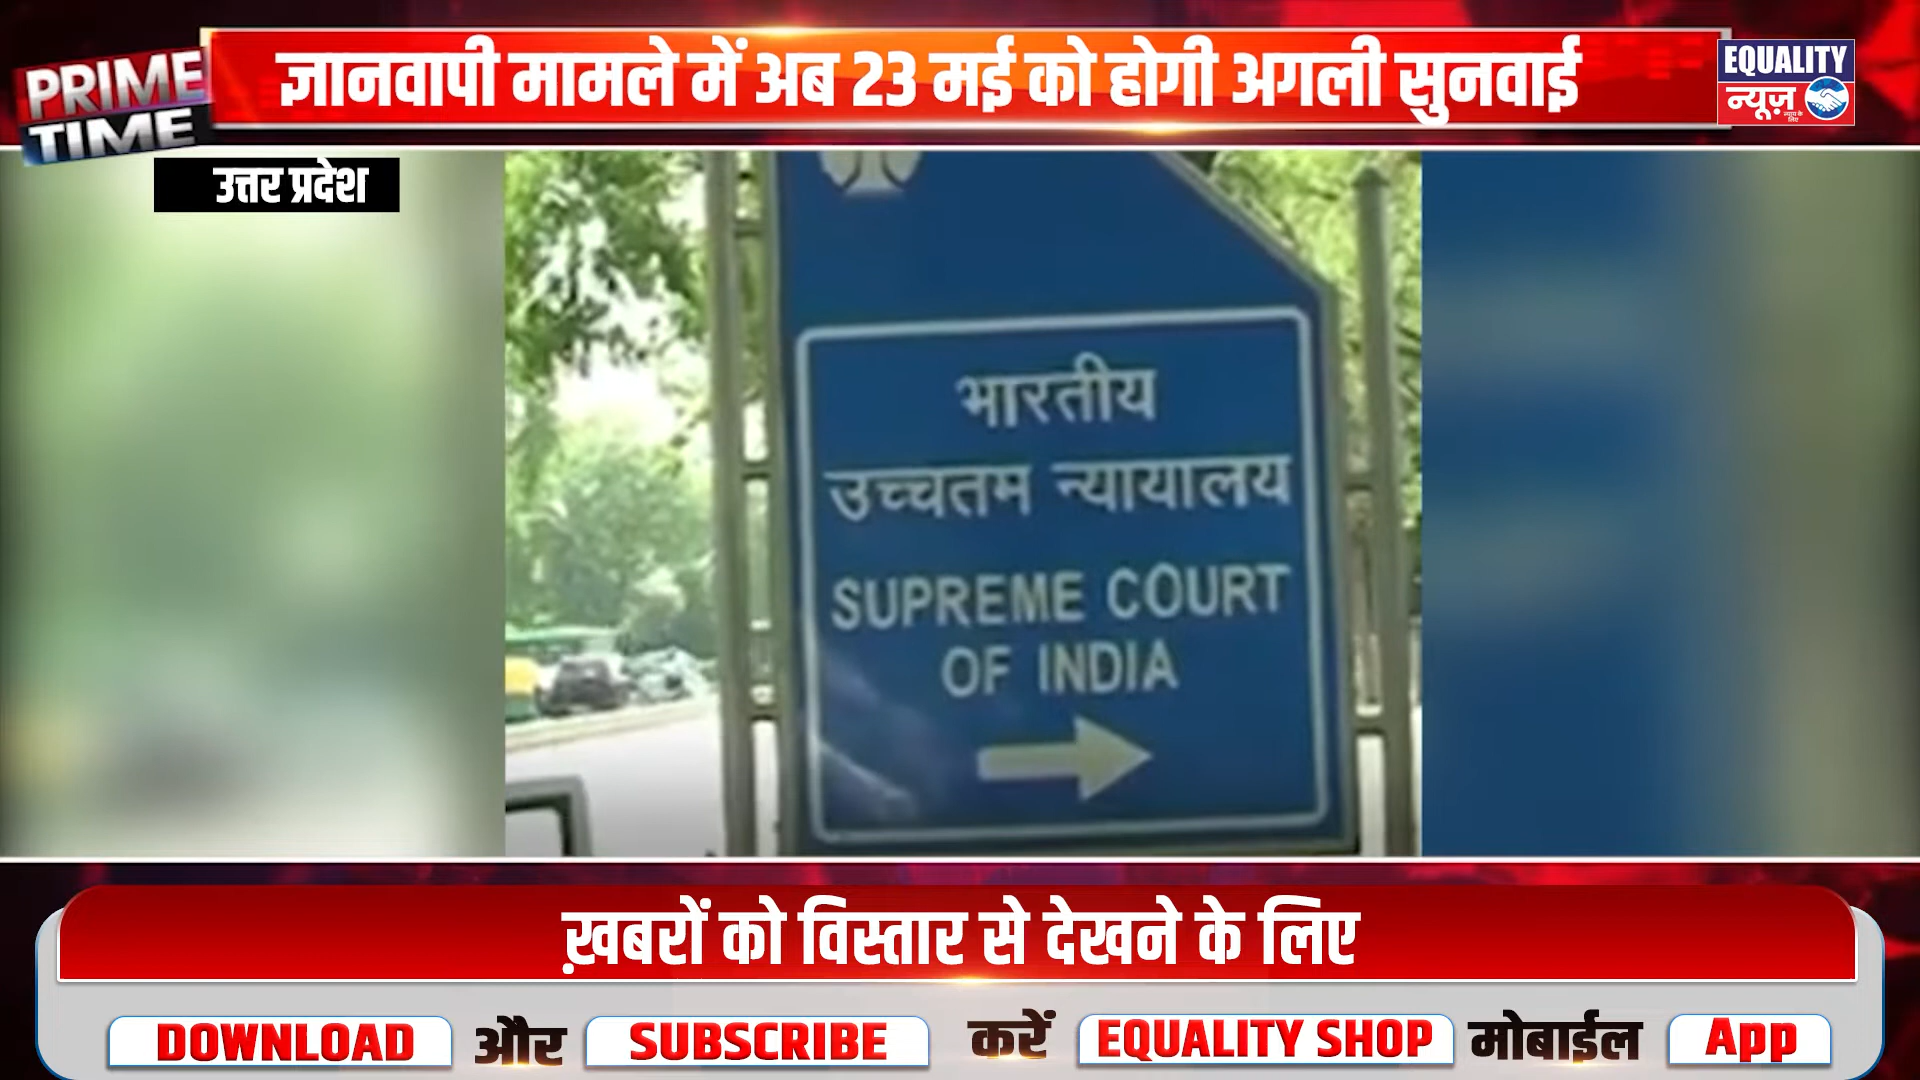 ज्ञानवापी मामले में अब 23 मई को होगी अगली सुनवाई
PRIME
TIME
EQUALITY
न्यूज़
उत्तर प्रदेश
भारतीय
उच्चतम न्यायालय
SUPREME COURT
OF INDIA
ख़बरों को विस्तार से देखने के लिए
DOWNLOAD और SUBSCRIBE करें EQUALITY SHOP मोबाईल App